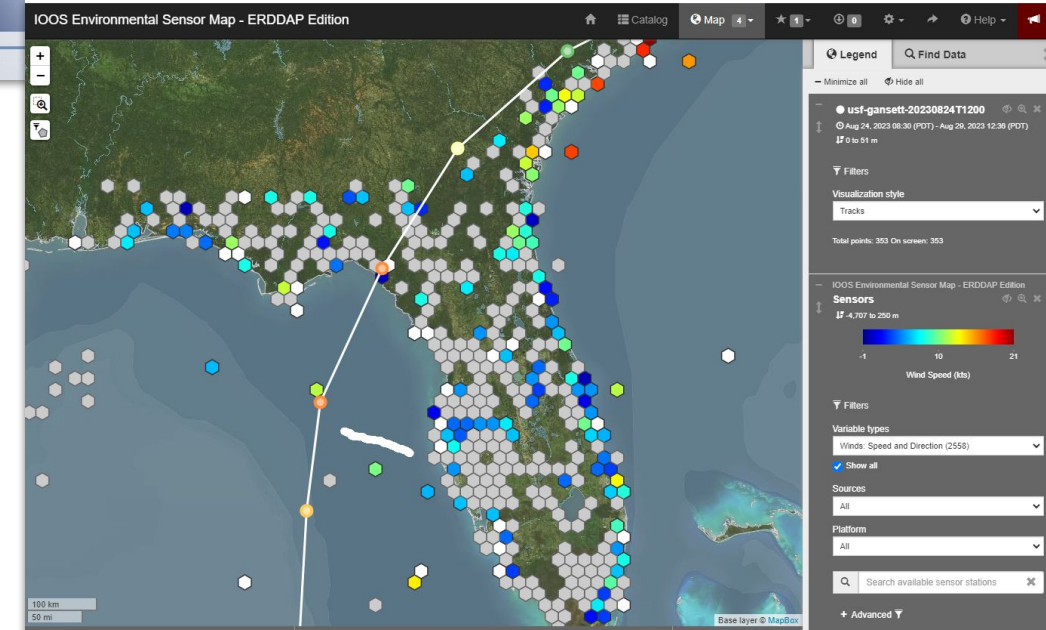 IOOS Environmental Sensor Map - ERDDAP Edition
Catalog Map 4 1 0 Help
+
−
Legend Find Data
− Minimize all Hide all
usf-gansett-20230824T1200
Aug 24, 2023 08:30 (PDT) - Aug 29, 2023 12:36 (PDT)
0 to 51 m
Filters
Visualization style
Tracks
Total points: 353 On screen: 353
IOOS Environmental Sensor Map - ERDDAP Edition
Sensors
-4,707 to 250 m
-1 10 21
Wind Speed (kts)
Filters
Variable types
Winds: Speed and Direction (2558)
Show all
Sources
All
Platform
All
Search available sensor stations
+ Advanced
100 km
50 mi
Base layer © MapBox